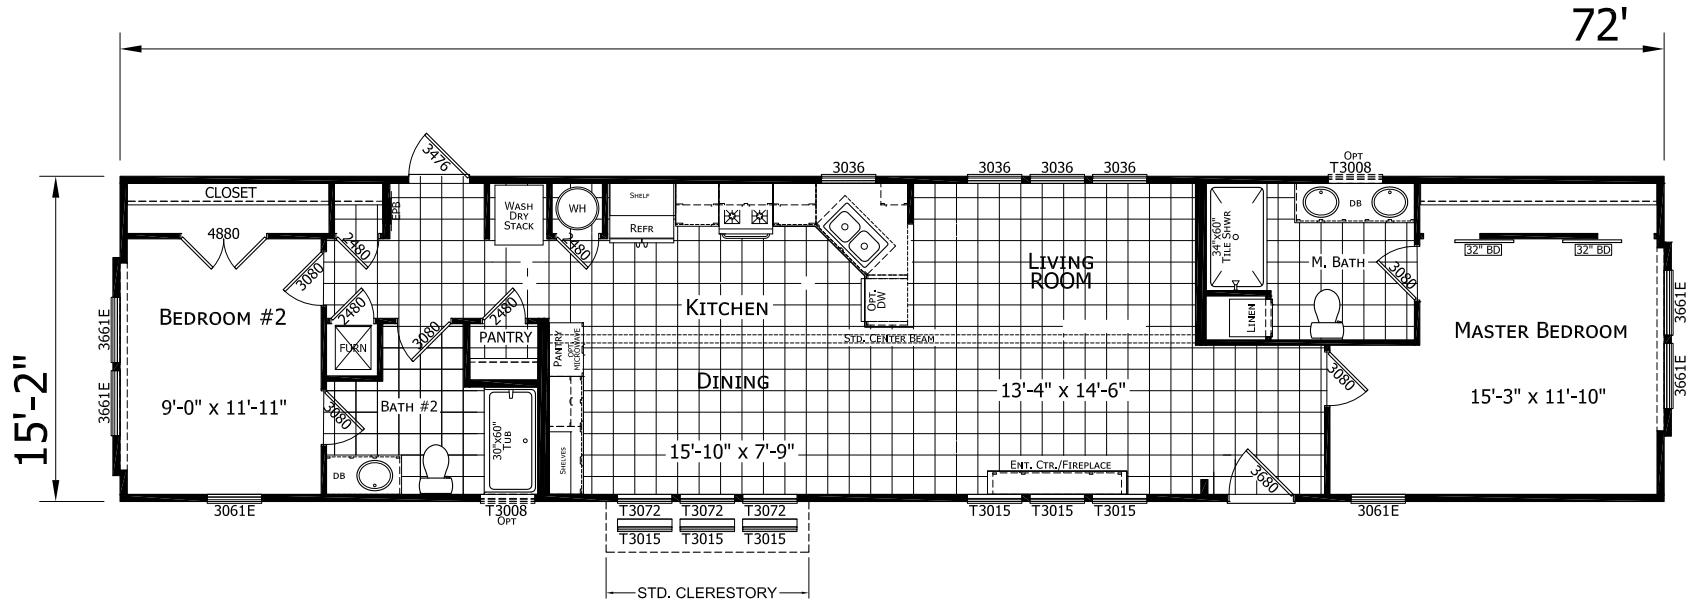 72'
15'-2"
3476
3036
3036
3036
3036
OPT
T3008
CLOSET
4880
EPB
2480
WASH
DRY
STACK
WH
2480
SHELF
REFR
34"x60"
TILE SHWR
DB
32" BD
32" BD
M. BATH
3080
LIVING
ROOM
OPT.
DW
LINEN
3080
2480
2480
3661E
3661E
BEDROOM #2
9'-0" x 11'-11"
FURN
3080
PANTRY
PANTRY
OPT
MICROWAVE
KITCHEN
STD. CENTER BEAM
MASTER BEDROOM
15'-3" x 11'-10"
3661E
3661E
DINING
13'-4" x 14'-6"
3080
BATH #2
3080
30"x60"
TUB
15'-10" x 7'-9"
SHELVES
ENT. CTR./FIREPLACE
3680
DB
3061E
T3008
OPT
T3072
T3072
T3072
T3015
T3015
T3015
T3015
T3015
T3015
3061E
STD. CLERESTORY